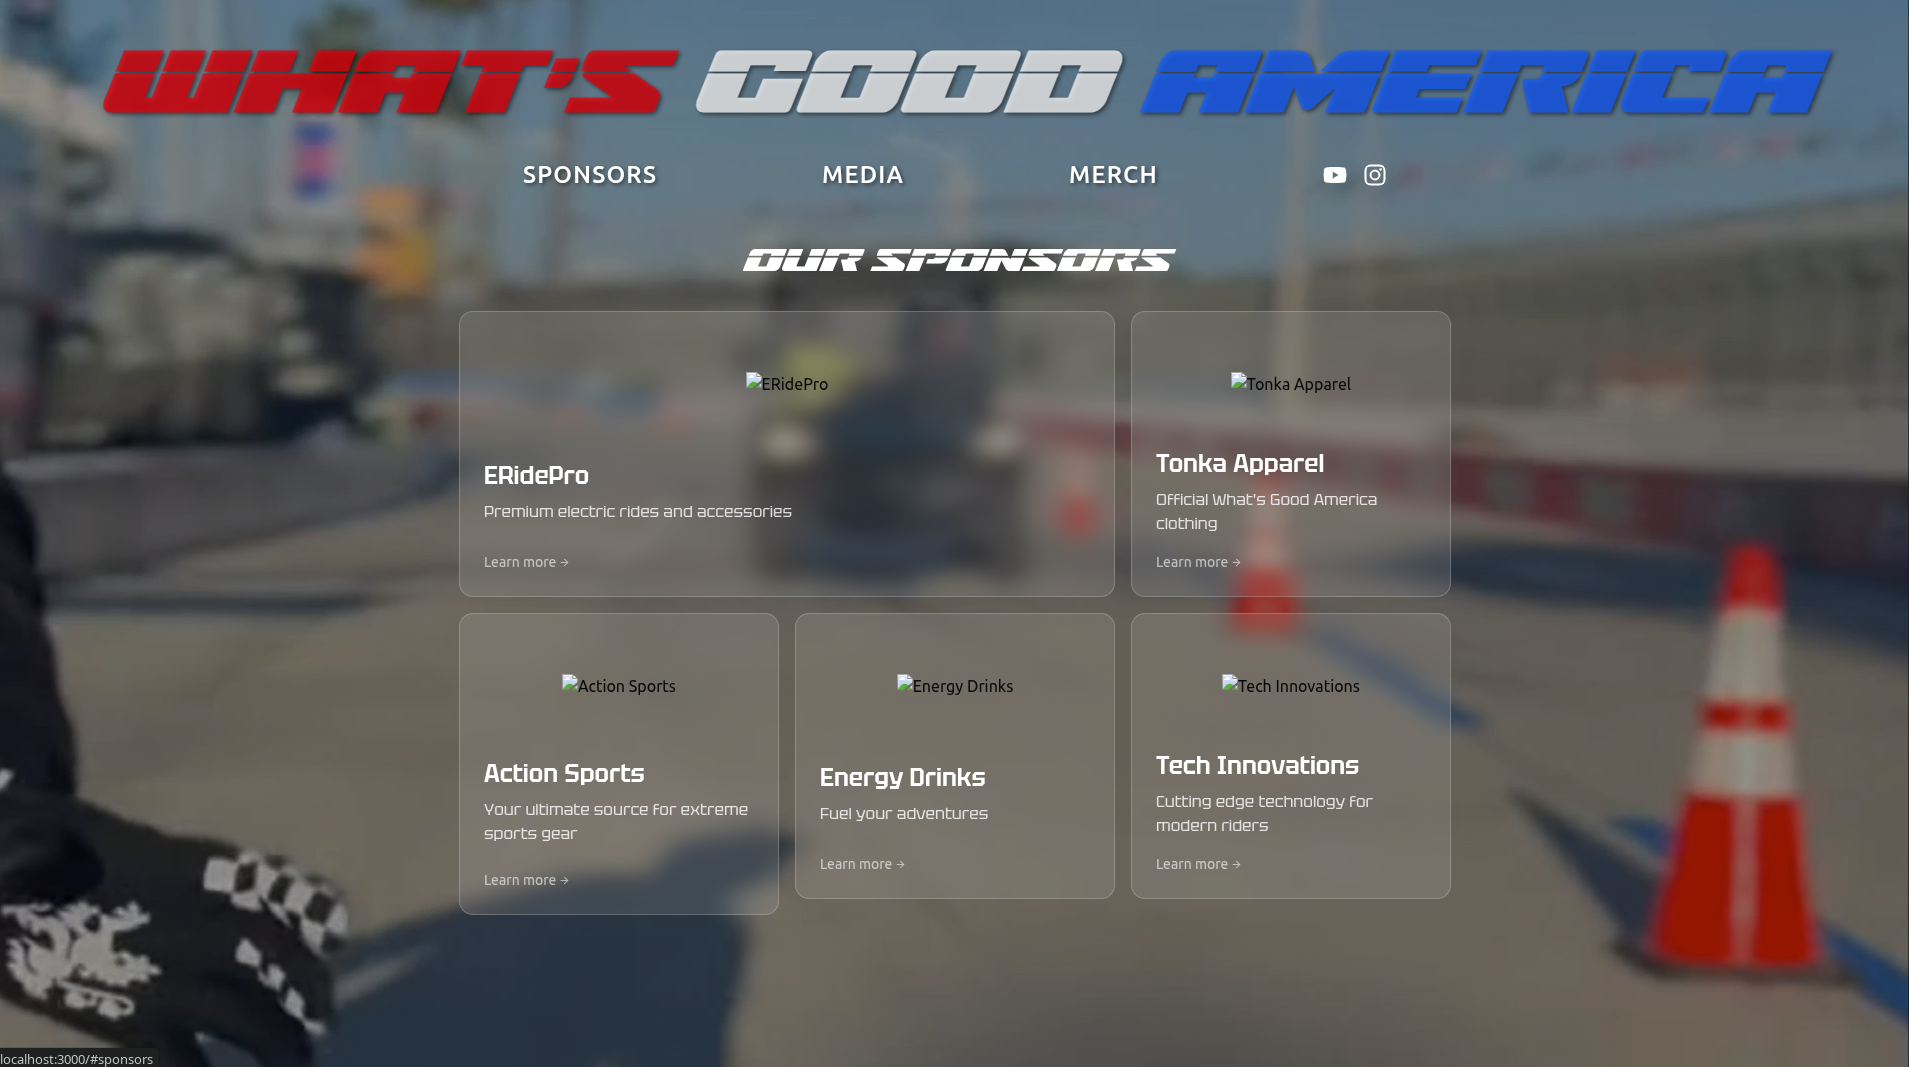 WHAT'S GOOD AMERICA
SPONSORS MEDIA MERCH
OUR SPONSORS
ERidePro
ERidePro
Premium electric rides and accessories
Learn more →
Tonka Apparel
Tonka Apparel
Official What's Good America
clothing
Learn more →
Action Sports
Action Sports
Your ultimate source for extreme
sports gear
Learn more →
Energy Drinks
Energy Drinks
Fuel your adventures
Learn more →
Tech Innovations
Tech Innovations
Cutting edge technology for
modern riders
Learn more →
localhost:3000/#sponsors